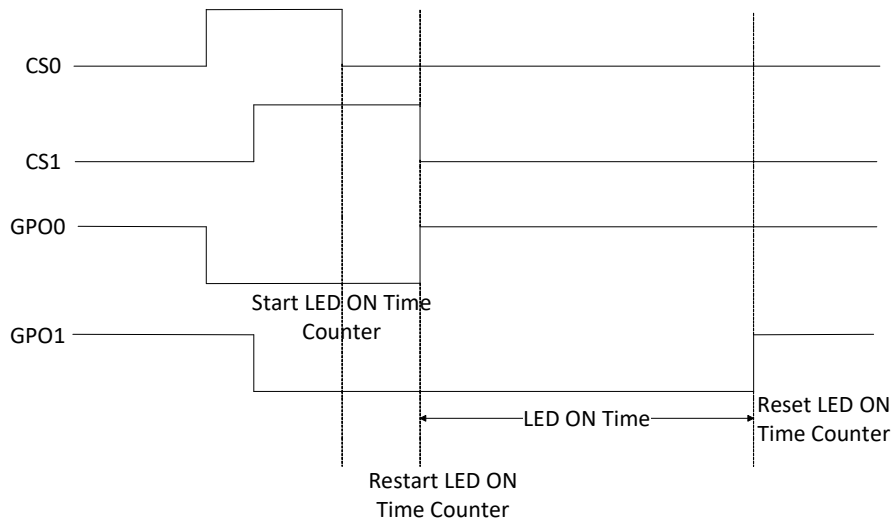 CS0
CS1
GPO0
Start LED ON Time
Counter
GPO1
LED ON Time
Reset LED ON
Time Counter
Restart LED ON
Time Counter